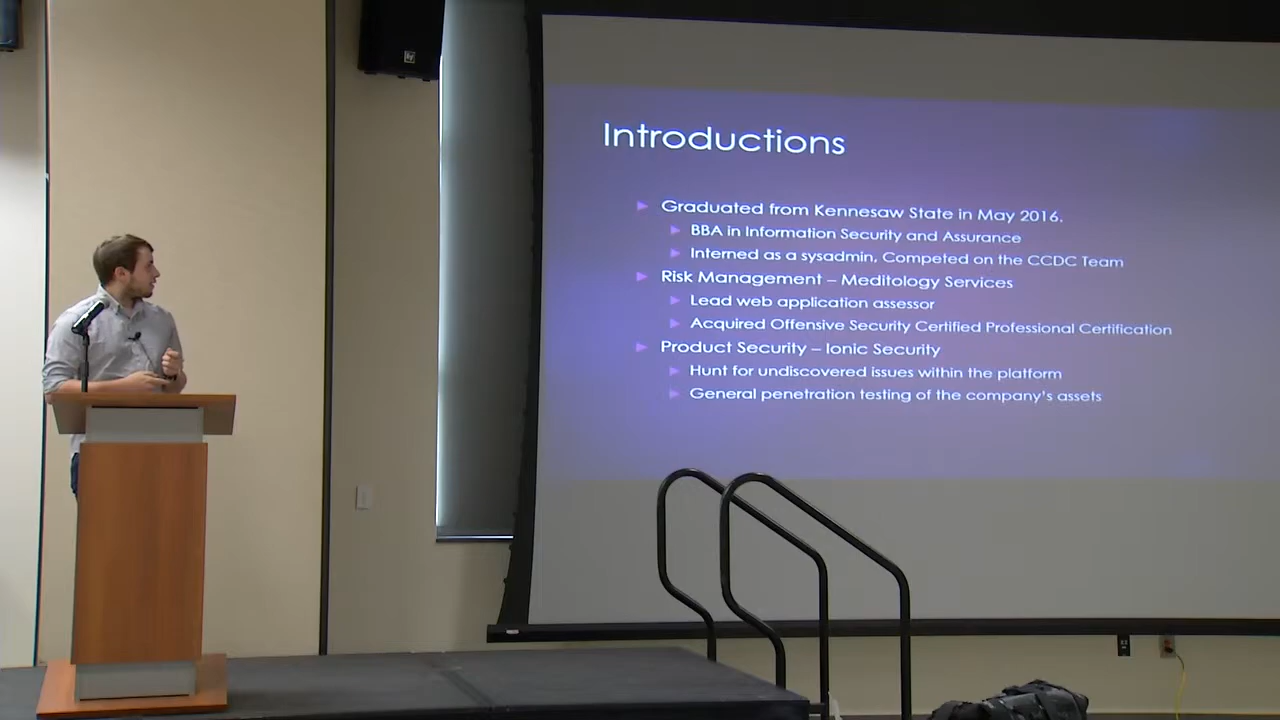 Introductions
Graduated from Kennesaw State in May 2016.
BBA in Information Security and Assurance
Interned as a sysadmin, Competed on the CCDC Team
Risk Management – Meditology Services
Lead web application assessor
Acquired Offensive Security Certified Professional Certification
Product Security – Ionic Security
Hunt for undiscovered issues within the platform
General penetration testing of the company's assets